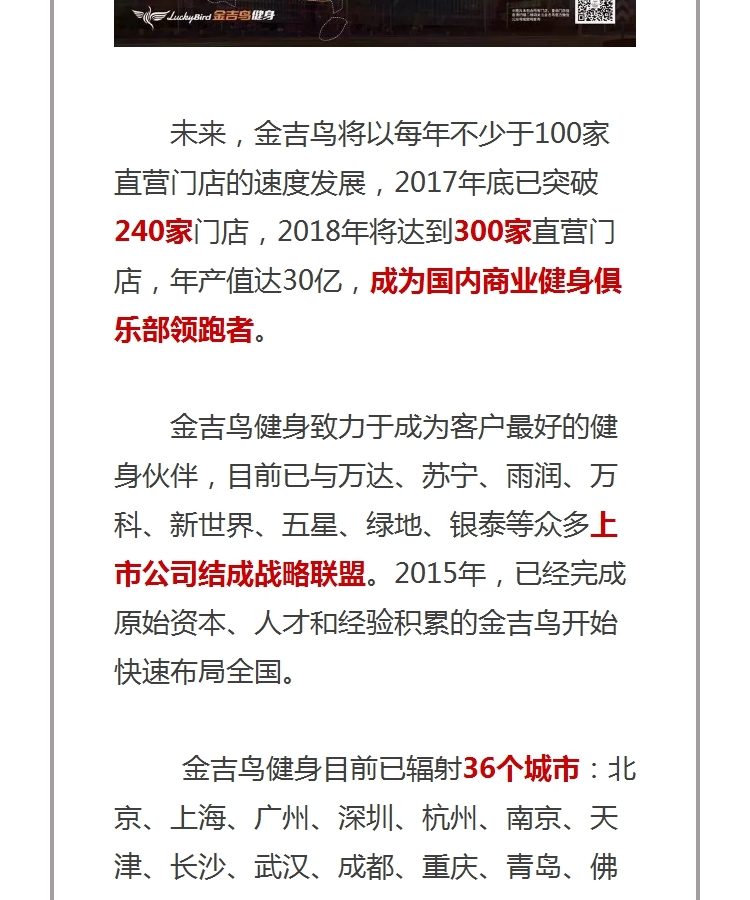 LuckyBird 金吉鸟健身
未来，金吉鸟将以每年不少于100家
直营门店的速度发展，2017年底已突破
240家门店，2018年将达到300家直营门
店，年产值达30亿，成为国内商业健身俱
乐部领跑者。
金吉鸟健身致力于成为客户最好的健
身伙伴，目前已与万达、苏宁、雨润、万
科、新世界、五星、绿地、银泰等众多上
市公司结成战略联盟。2015年，已经完成
原始资本、人才和经验积累的金吉鸟开始
快速布局全国。
金吉鸟健身目前已辐射36个城市：北
京、上海、广州、深圳、杭州、南京、天
津、长沙、武汉、成都、重庆、青岛、佛